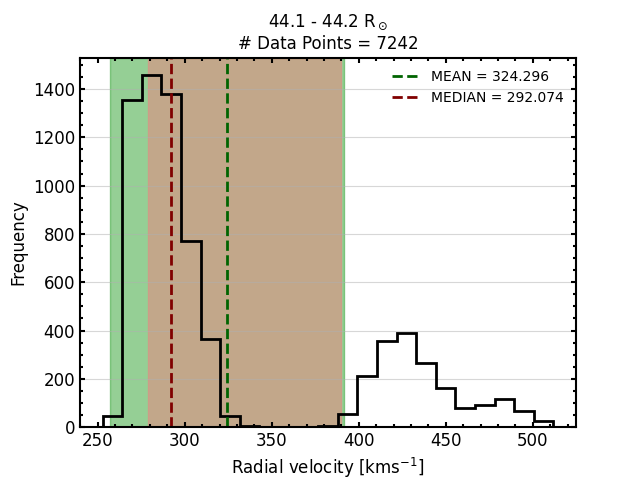 44.1 - 44.2 R⊙
# Data Points = 7242
MEAN = 324.296
MEDIAN = 292.074
Frequency
1400
1200
1000
800
600
400
200
0
250 300 350 400 450 500
Radial velocity [kms⁻¹]